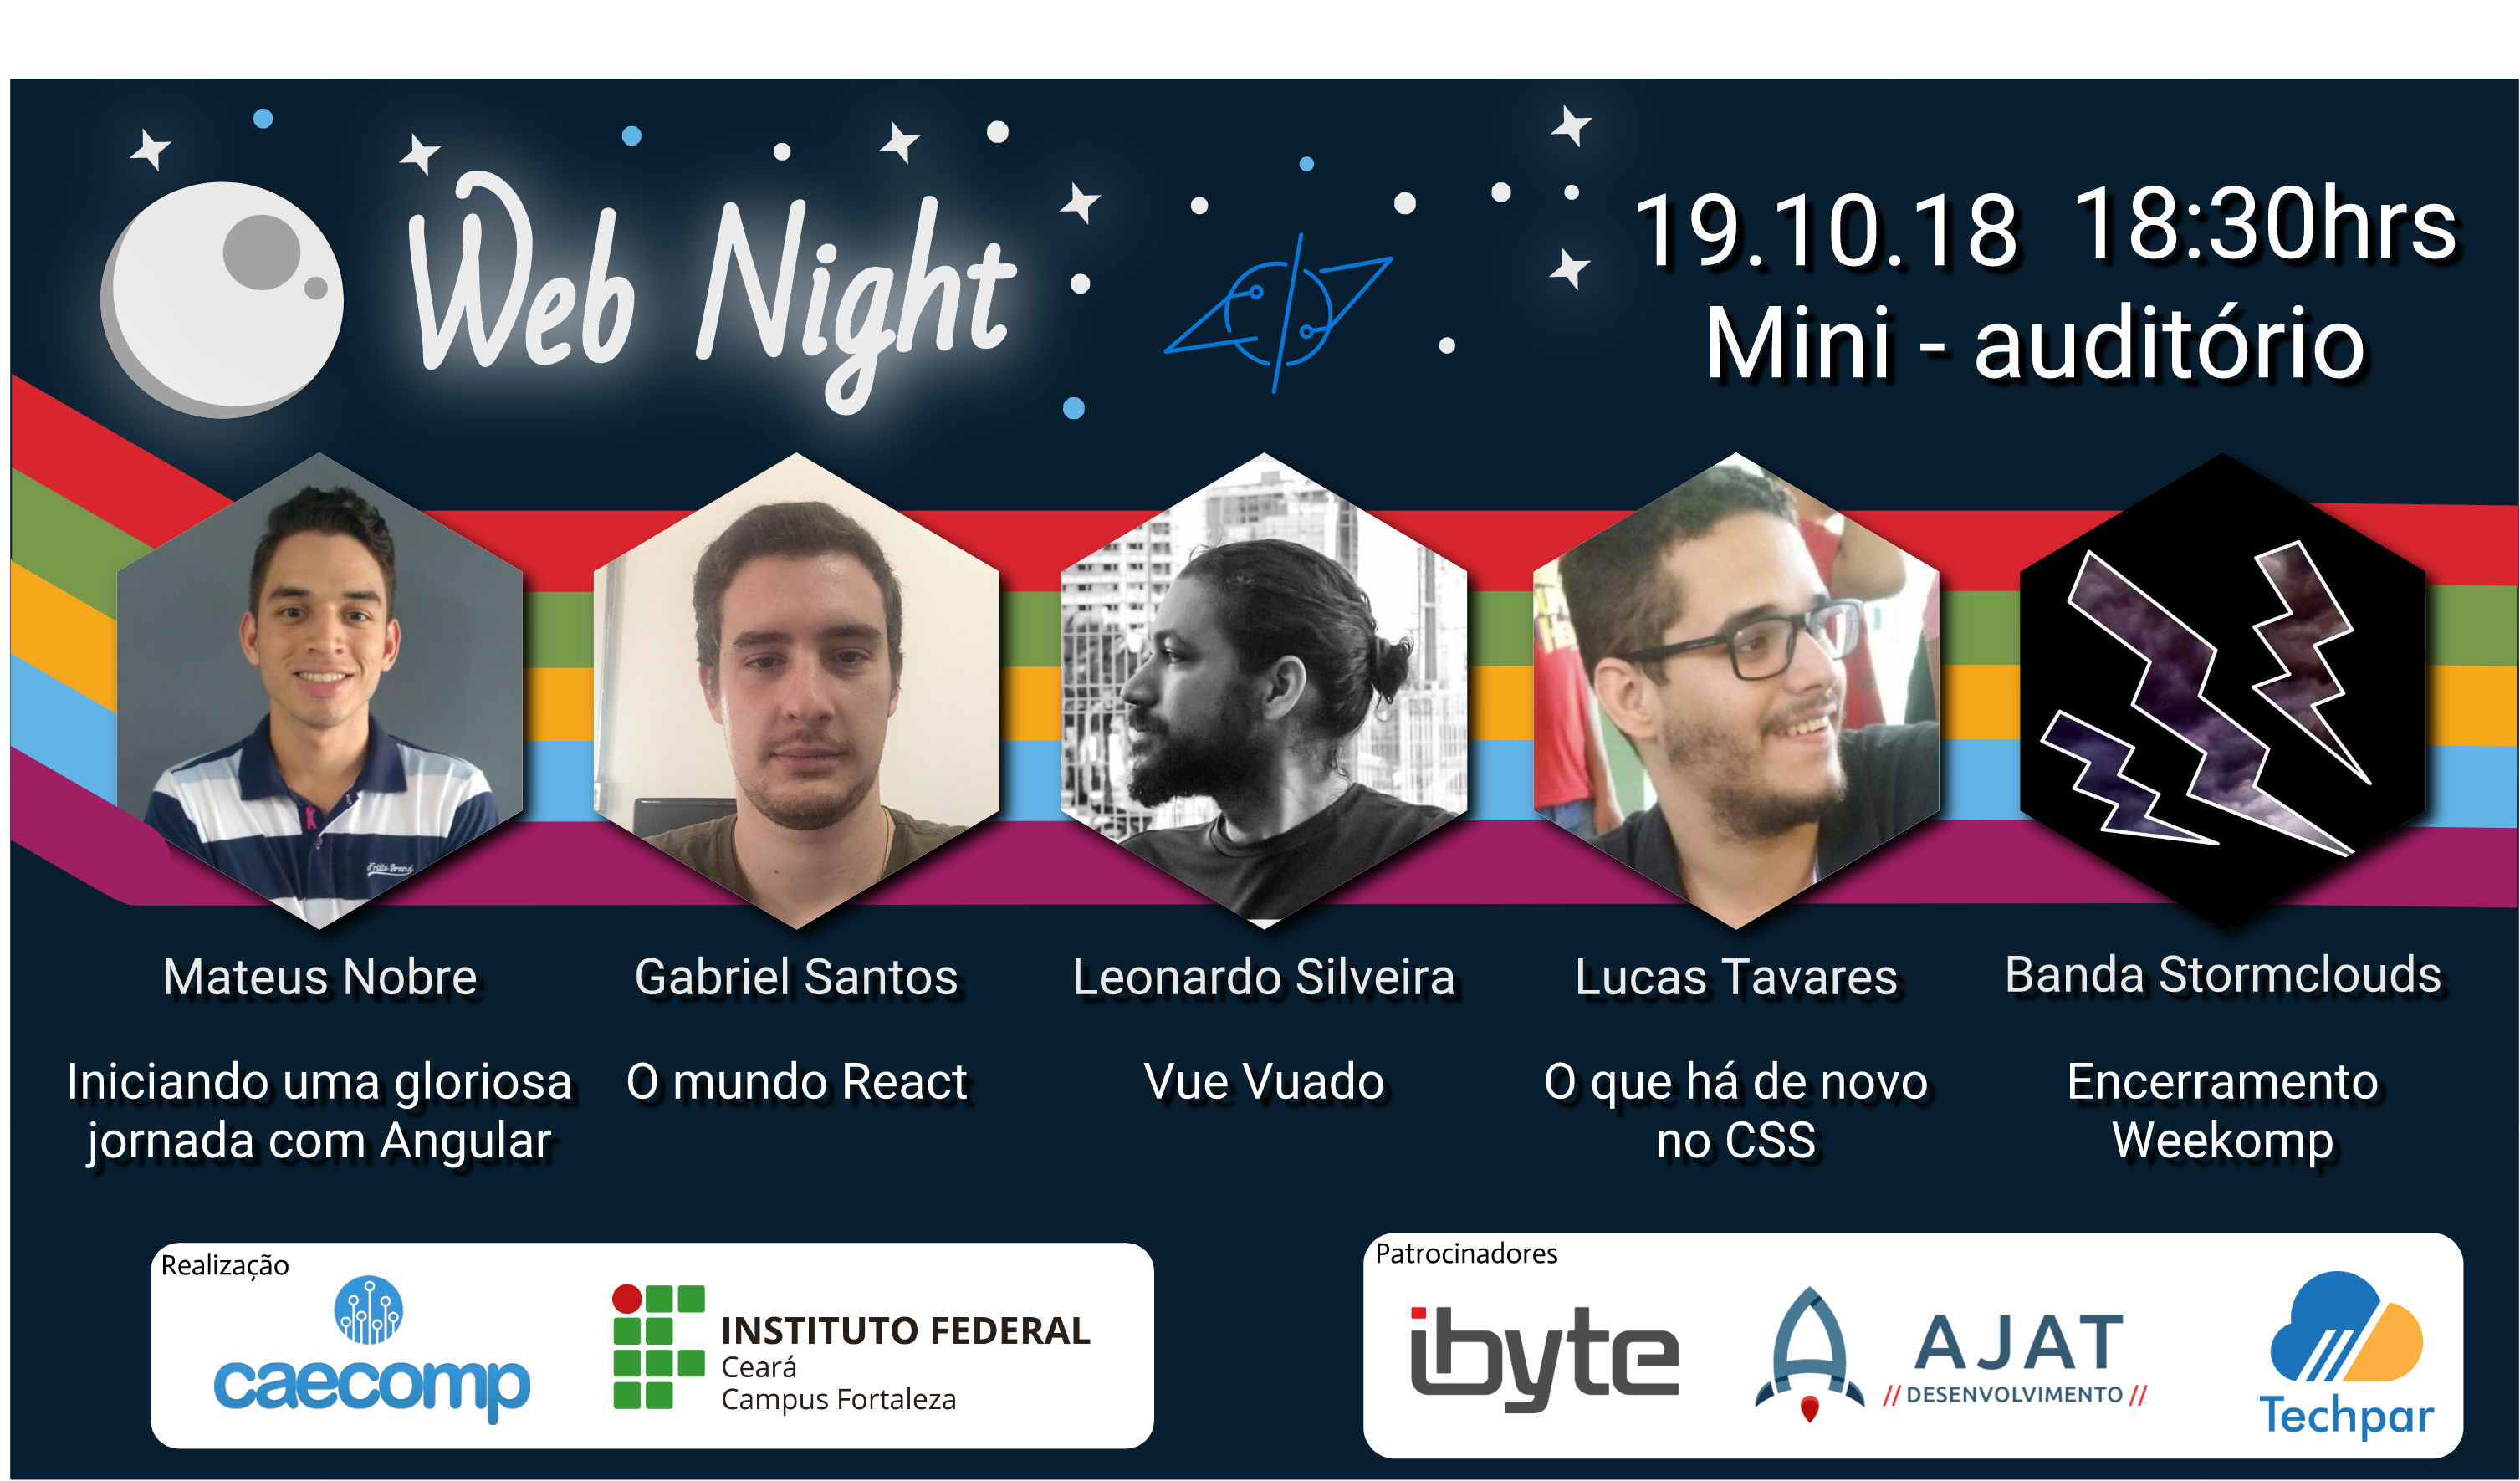 Web Night
19.10.18 18:30hrs
Mini - auditório
Fritts Brand
Mateus Nobre
Gabriel Santos
Leonardo Silveira
Lucas Tavares
Banda Stormclouds
Iniciando uma gloriosa
jornada com Angular
O mundo React
Vue Vuado
O que há de novo
no CSS
Encerramento
Weekomp
Realização
caecomp
INSTITUTO FEDERAL
Ceará
Campus Fortaleza
Patrocinadores
ibyte
AJAT
// DESENVOLVIMENTO //
Techpar